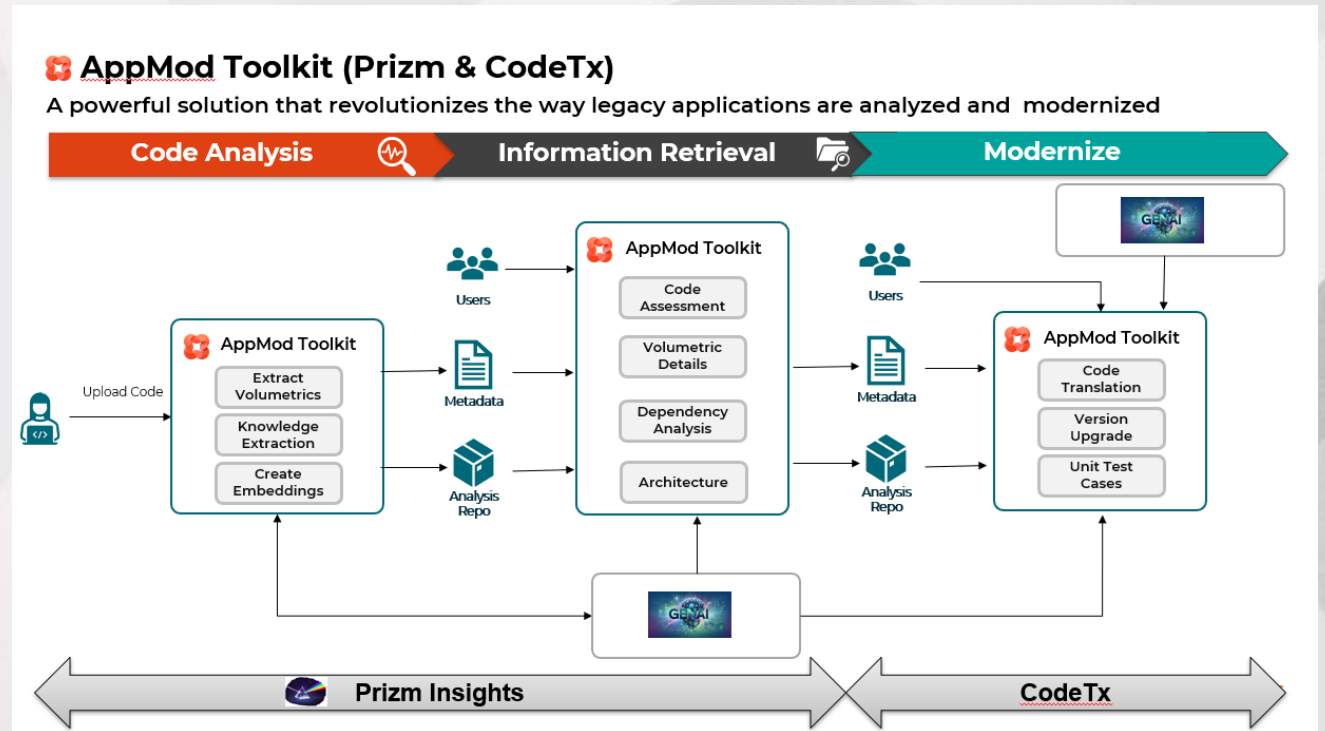 AppMod Toolkit (Prizm & CodeTx)
A powerful solution that revolutionizes the way legacy applications are analyzed and modernized
Code Analysis
Information Retrieval
Modernize
Upload Code
AppMod Toolkit
Extract
Volumetrics
Knowledge
Extraction
Create
Embeddings
Users
Metadata
Analysis
Repo
AppMod Toolkit
Code
Assessment
Volumetric
Details
Dependency
Analysis
Architecture
GENAI
Users
Metadata
Analysis
Repo
GENAI
AppMod Toolkit
Code
Translation
Version
Upgrade
Unit Test
Cases
Prizm Insights
CodeTx